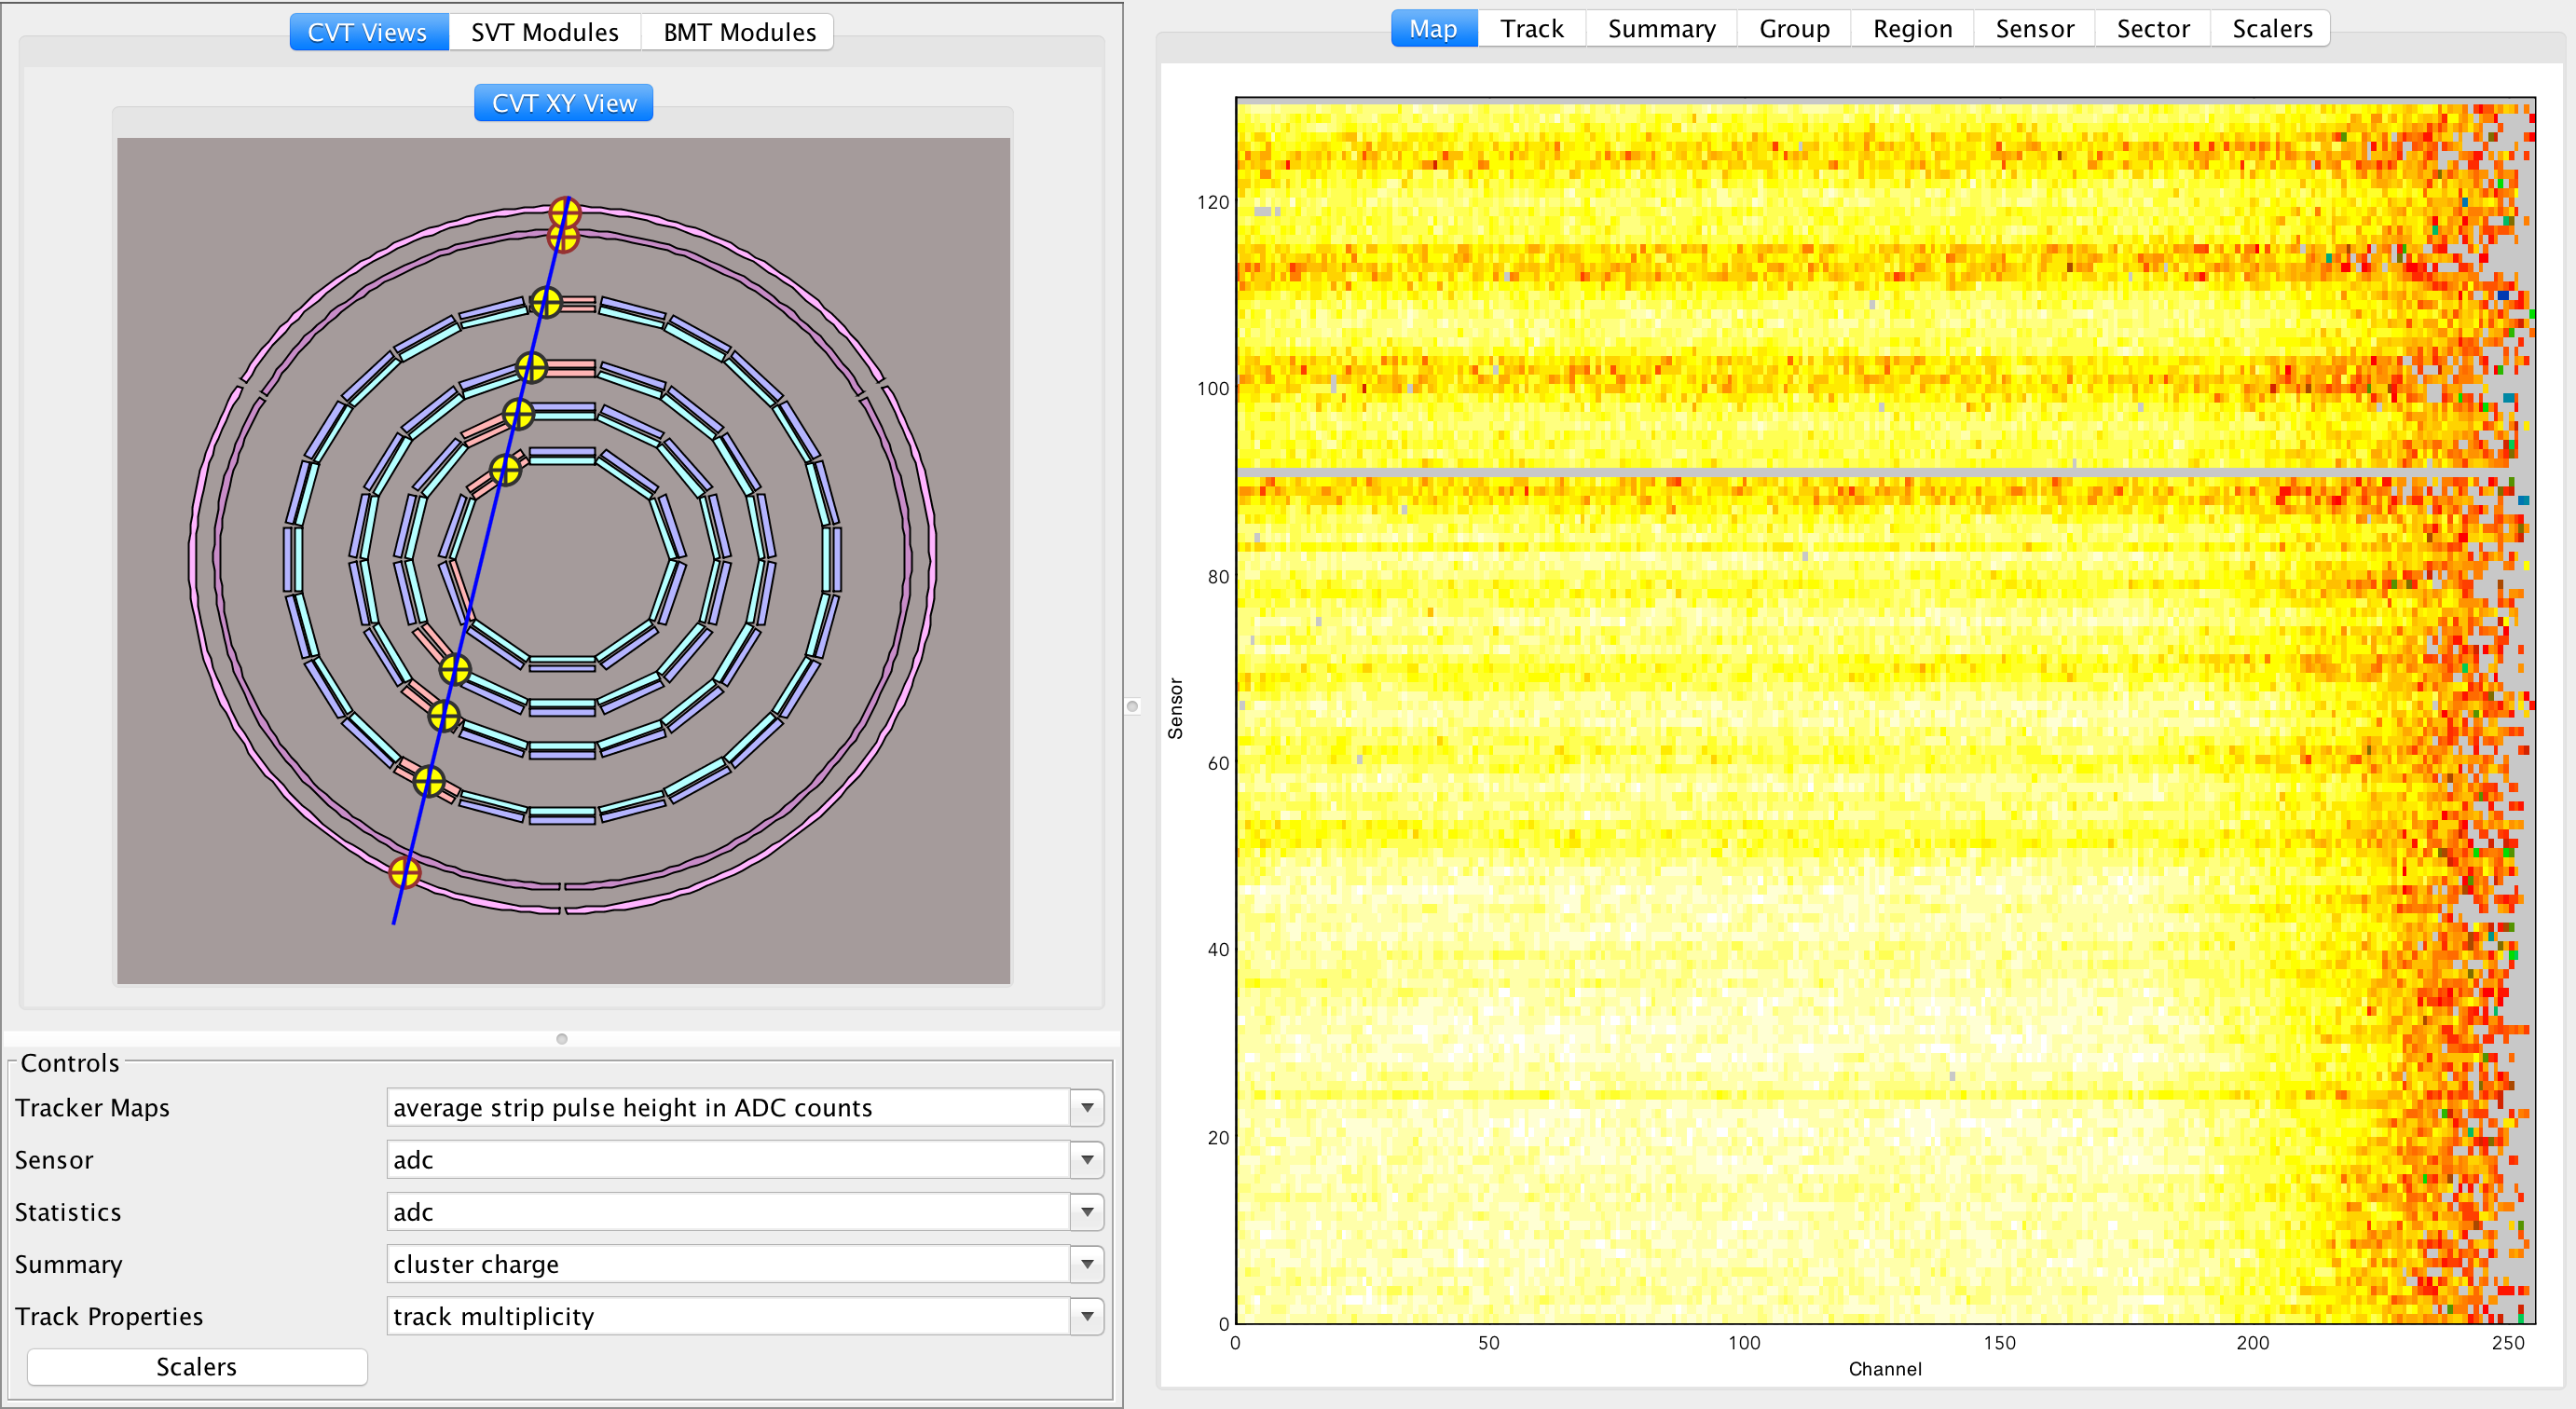 CVT Views SVT Modules BMT Modules
CVT XY View
Controls
Tracker Maps average strip pulse height in ADC counts
Sensor adc
Statistics adc
Summary cluster charge
Track Properties track multiplicity
Scalers
Map Track Summary Group Region Sensor Sector Scalers
120
100
80
60
40
20
0
Sensor
0 50 100 150 200 250
Channel